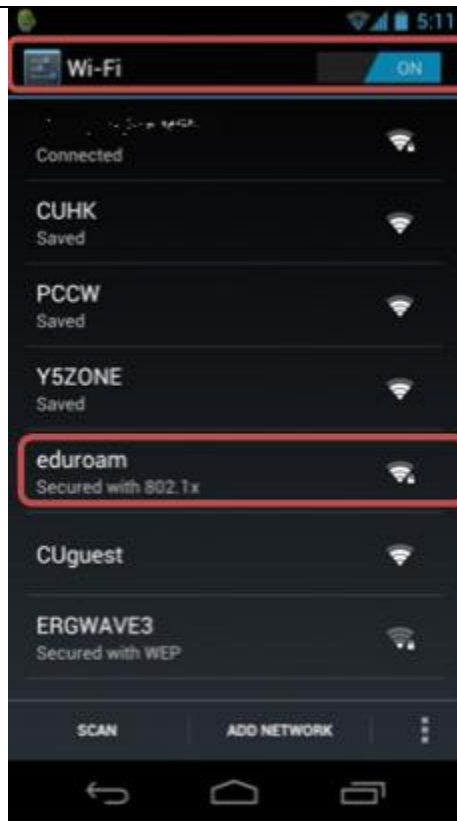 5:11
Wi-Fi
ON
Connected
CUHK
Saved
PCCW
Saved
Y5ZONE
Saved
eduroam
Secured with 802.1x
CUguest
ERGWAVE3
Secured with WEP
SCAN
ADD NETWORK